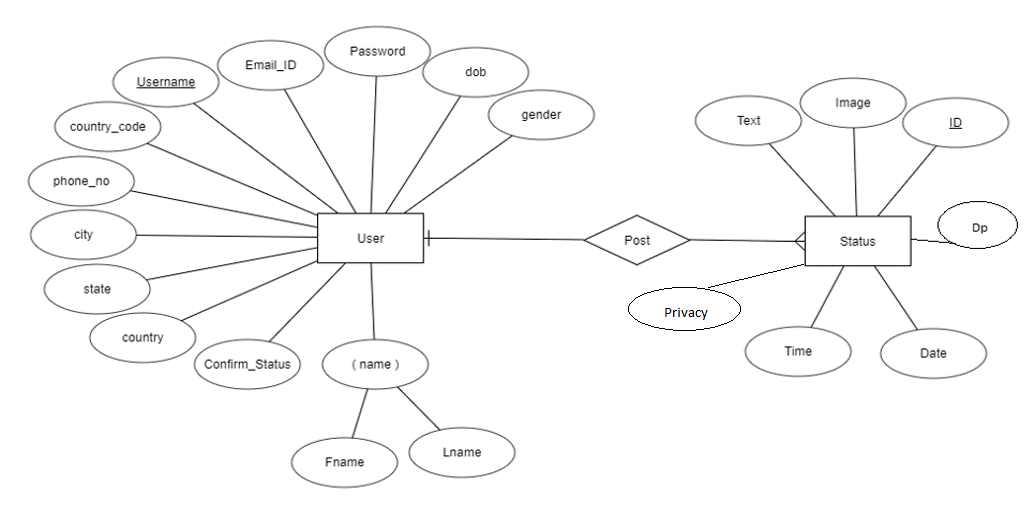 Password
Email_ID
dob
Username
Image
gender
Text
ID
country_code
phone_no
city
User
Post
Status
Dp
state
Privacy
country
Time
Date
Confirm_Status
( name )
Lname
Fname